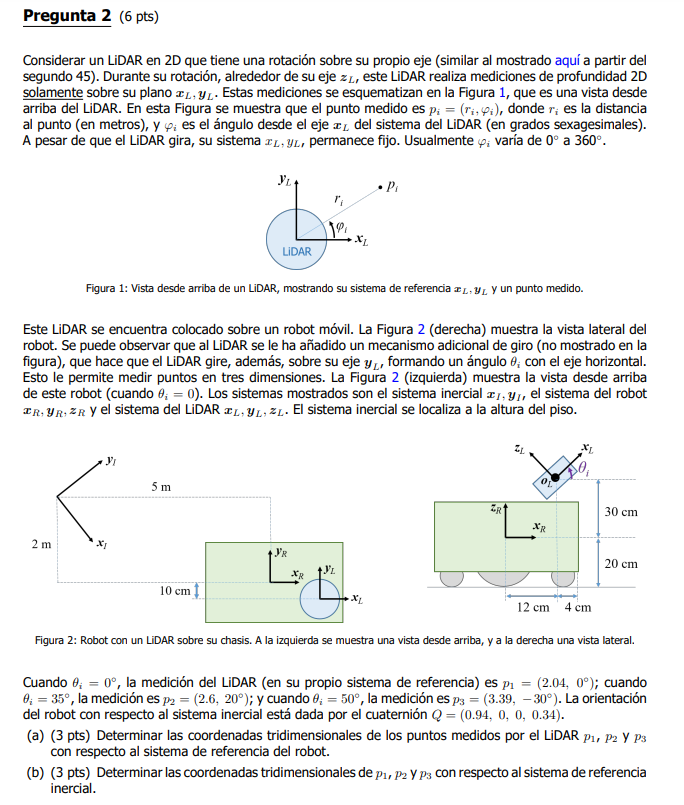 Pregunta 2 (6 pts)
Considerar un LiDAR en 2D que tiene una rotación sobre su propio eje (similar al mostrado aquí a partir del
segundo 45). Durante su rotación, alrededor de su eje z_L, este LiDAR realiza mediciones de profundidad 2D
solamente sobre su plano x_L, y_L. Estas mediciones se esquematizan en la Figura 1, que es una vista desde
arriba del LiDAR. En esta Figura se muestra que el punto medido es p_i = (r_i, φ_i), donde r_i es la distancia
al punto (en metros), y φ_i es el ángulo desde el eje x_L del sistema del LiDAR (en grados sexagesimales).
A pesar de que el LiDAR gira, su sistema x_L, y_L, permanece fijo. Usualmente φ_i varía de 0° a 360°.
y_L
r_i
p_i
φ_i
x_L
LiDAR
Figura 1: Vista desde arriba de un LiDAR, mostrando su sistema de referencia x_L, y_L y un punto medido.
Este LiDAR se encuentra colocado sobre un robot móvil. La Figura 2 (derecha) muestra la vista lateral del
robot. Se puede observar que al LiDAR se le ha añadido un mecanismo adicional de giro (no mostrado en la
figura), que hace que el LiDAR gire, además, sobre su eje y_L, formando un ángulo θ_i con el eje horizontal.
Esto le permite medir puntos en tres dimensiones. La Figura 2 (izquierda) muestra la vista desde arriba
de este robot (cuando θ_i = 0). Los sistemas mostrados son el sistema inercial x_I, y_I, el sistema del robot
x_R, y_R, z_R y el sistema del LiDAR x_L, y_L, z_L. El sistema inercial se localiza a la altura del piso.
y_I
5 m
2 m
x_I
y_R
x_R
y_L
x_L
10 cm
z_L
x_L
θ_i
o_L
z_R
x_R
30 cm
20 cm
12 cm
4 cm
Figura 2: Robot con un LiDAR sobre su chasis. A la izquierda se muestra una vista desde arriba, y a la derecha una vista lateral.
Cuando θ_i = 0°, la medición del LiDAR (en su propio sistema de referencia) es p_1 = (2.04, 0°); cuando
θ_i = 35°, la medición es p_2 = (2.6, 20°); y cuando θ_i = 50°, la medición es p_3 = (3.39, −30°). La orientación
del robot con respecto al sistema inercial está dada por el cuaternión Q = (0.94, 0, 0, 0.34).
(a) (3 pts) Determinar las coordenadas tridimensionales de los puntos medidos por el LiDAR p_1, p_2 y p_3
con respecto al sistema de referencia del robot.
(b) (3 pts) Determinar las coordenadas tridimensionales de p_1, p_2 y p_3 con respecto al sistema de referencia
inercial.